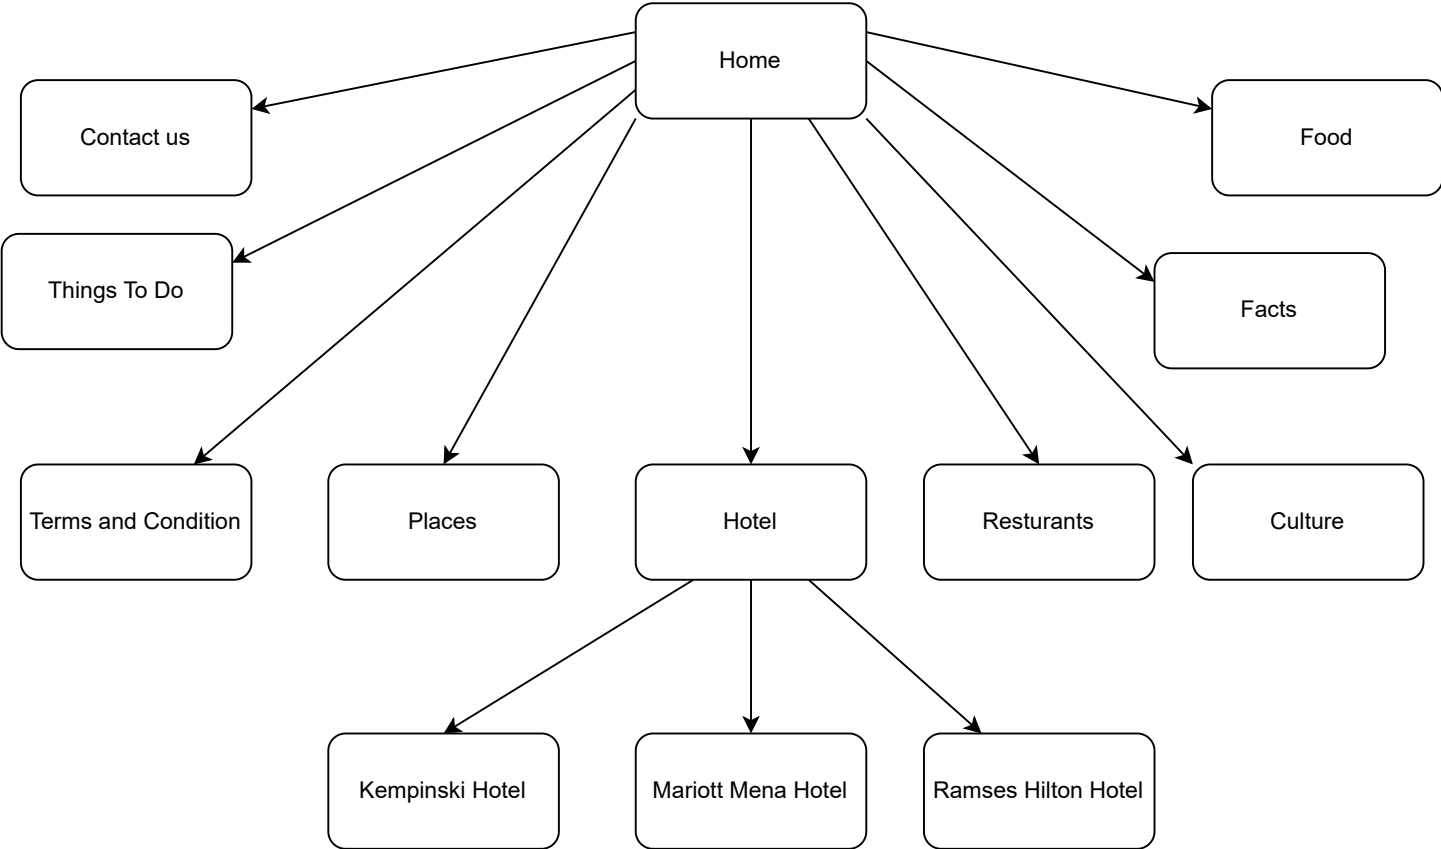 Home
Contact us
Food
Things To Do
Facts
Terms and Condition
Places
Hotel
Resturants
Culture
Kempinski Hotel
Mariott Mena Hotel
Ramses Hilton Hotel